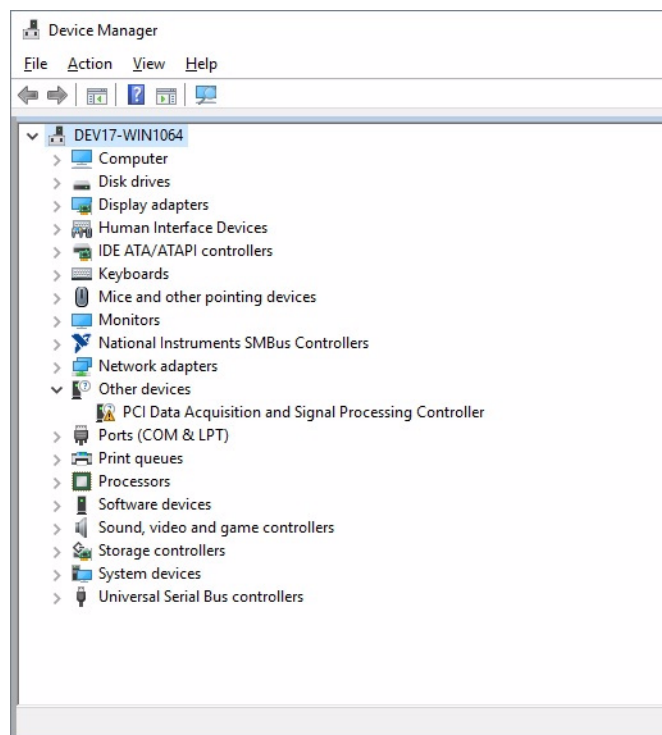 Device Manager
File Action View Help
DEV17-WIN1064
Computer
Disk drives
Display adapters
Human Interface Devices
IDE ATA/ATAPI controllers
Keyboards
Mice and other pointing devices
Monitors
National Instruments SMBus Controllers
Network adapters
Other devices
PCI Data Acquisition and Signal Processing Controller
Ports (COM & LPT)
Print queues
Processors
Software devices
Sound, video and game controllers
Storage controllers
System devices
Universal Serial Bus controllers